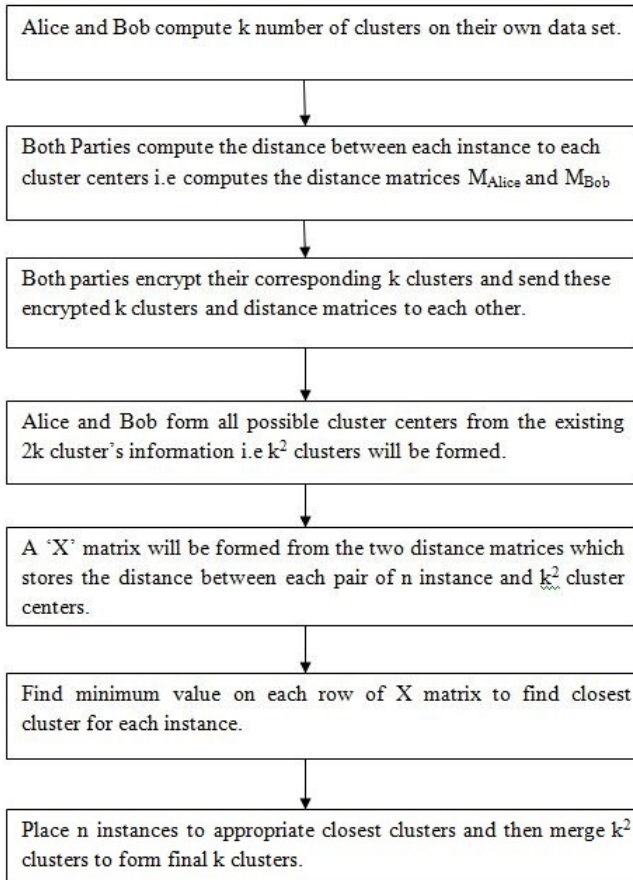 Alice and Bob compute k number of clusters on their own data set.
Both Parties compute the distance between each instance to each
cluster centers i.e computes the distance matrices M_Alice and M_Bob
Both parties encrypt their corresponding k clusters and send these
encrypted k clusters and distance matrices to each other.
Alice and Bob form all possible cluster centers from the existing
2k cluster’s information i.e k² clusters will be formed.
A ‘X’ matrix will be formed from the two distance matrices which
stores the distance between each pair of n instance and k² cluster
centers.
Find minimum value on each row of X matrix to find closest
cluster for each instance.
Place n instances to appropriate closest clusters and then merge k²
clusters to form final k clusters.